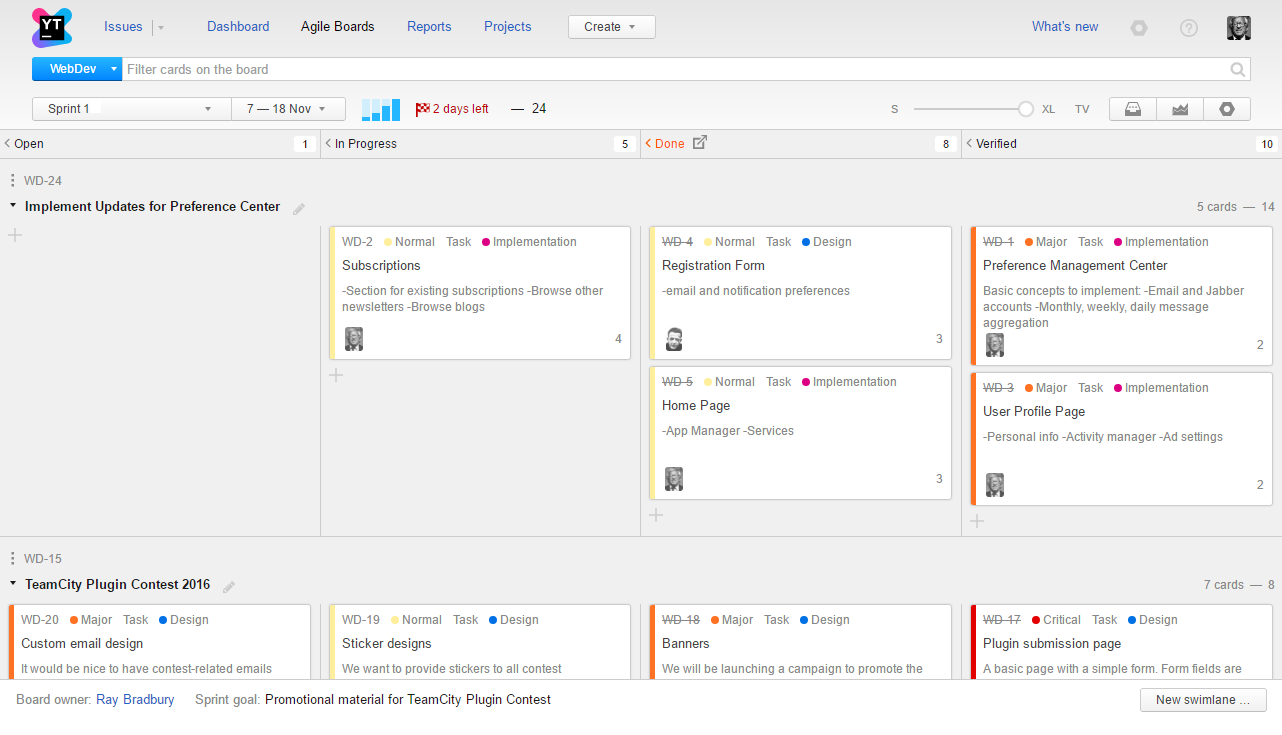 YT
Issues Dashboard Agile Boards Reports Projects Create What's new
WebDev Filter cards on the board
Sprint 1 7 — 18 Nov 2 days left — 24 S XL TV
Open 1 In Progress 5 Done 8 Verified 10
WD-24
Implement Updates for Preference Center 5 cards — 14
WD-2 Normal Task Implementation
Subscriptions
-Section for existing subscriptions -Browse other
newsletters -Browse blogs
4
WD-4 Normal Task Design
Registration Form
-email and notification preferences
3
WD-5 Normal Task Implementation
Home Page
-App Manager -Services
3
WD-1 Major Task Implementation
Preference Management Center
Basic concepts to implement: -Email and Jabber
accounts -Monthly, weekly, daily message
aggregation
2
WD-3 Major Task Implementation
User Profile Page
-Personal info -Activity manager -Ad settings
2
WD-15
TeamCity Plugin Contest 2016 7 cards — 8
WD-20 Major Task Design
Custom email design
It would be nice to have contest-related emails
WD-19 Normal Task Design
Sticker designs
We want to provide stickers to all contest
WD-18 Major Task Design
Banners
We will be launching a campaign to promote the
WD-17 Critical Task Design
Plugin submission page
A basic page with a simple form. Form fields are
Board owner: Ray Bradbury Sprint goal: Promotional material for TeamCity Plugin Contest New swimlane ...